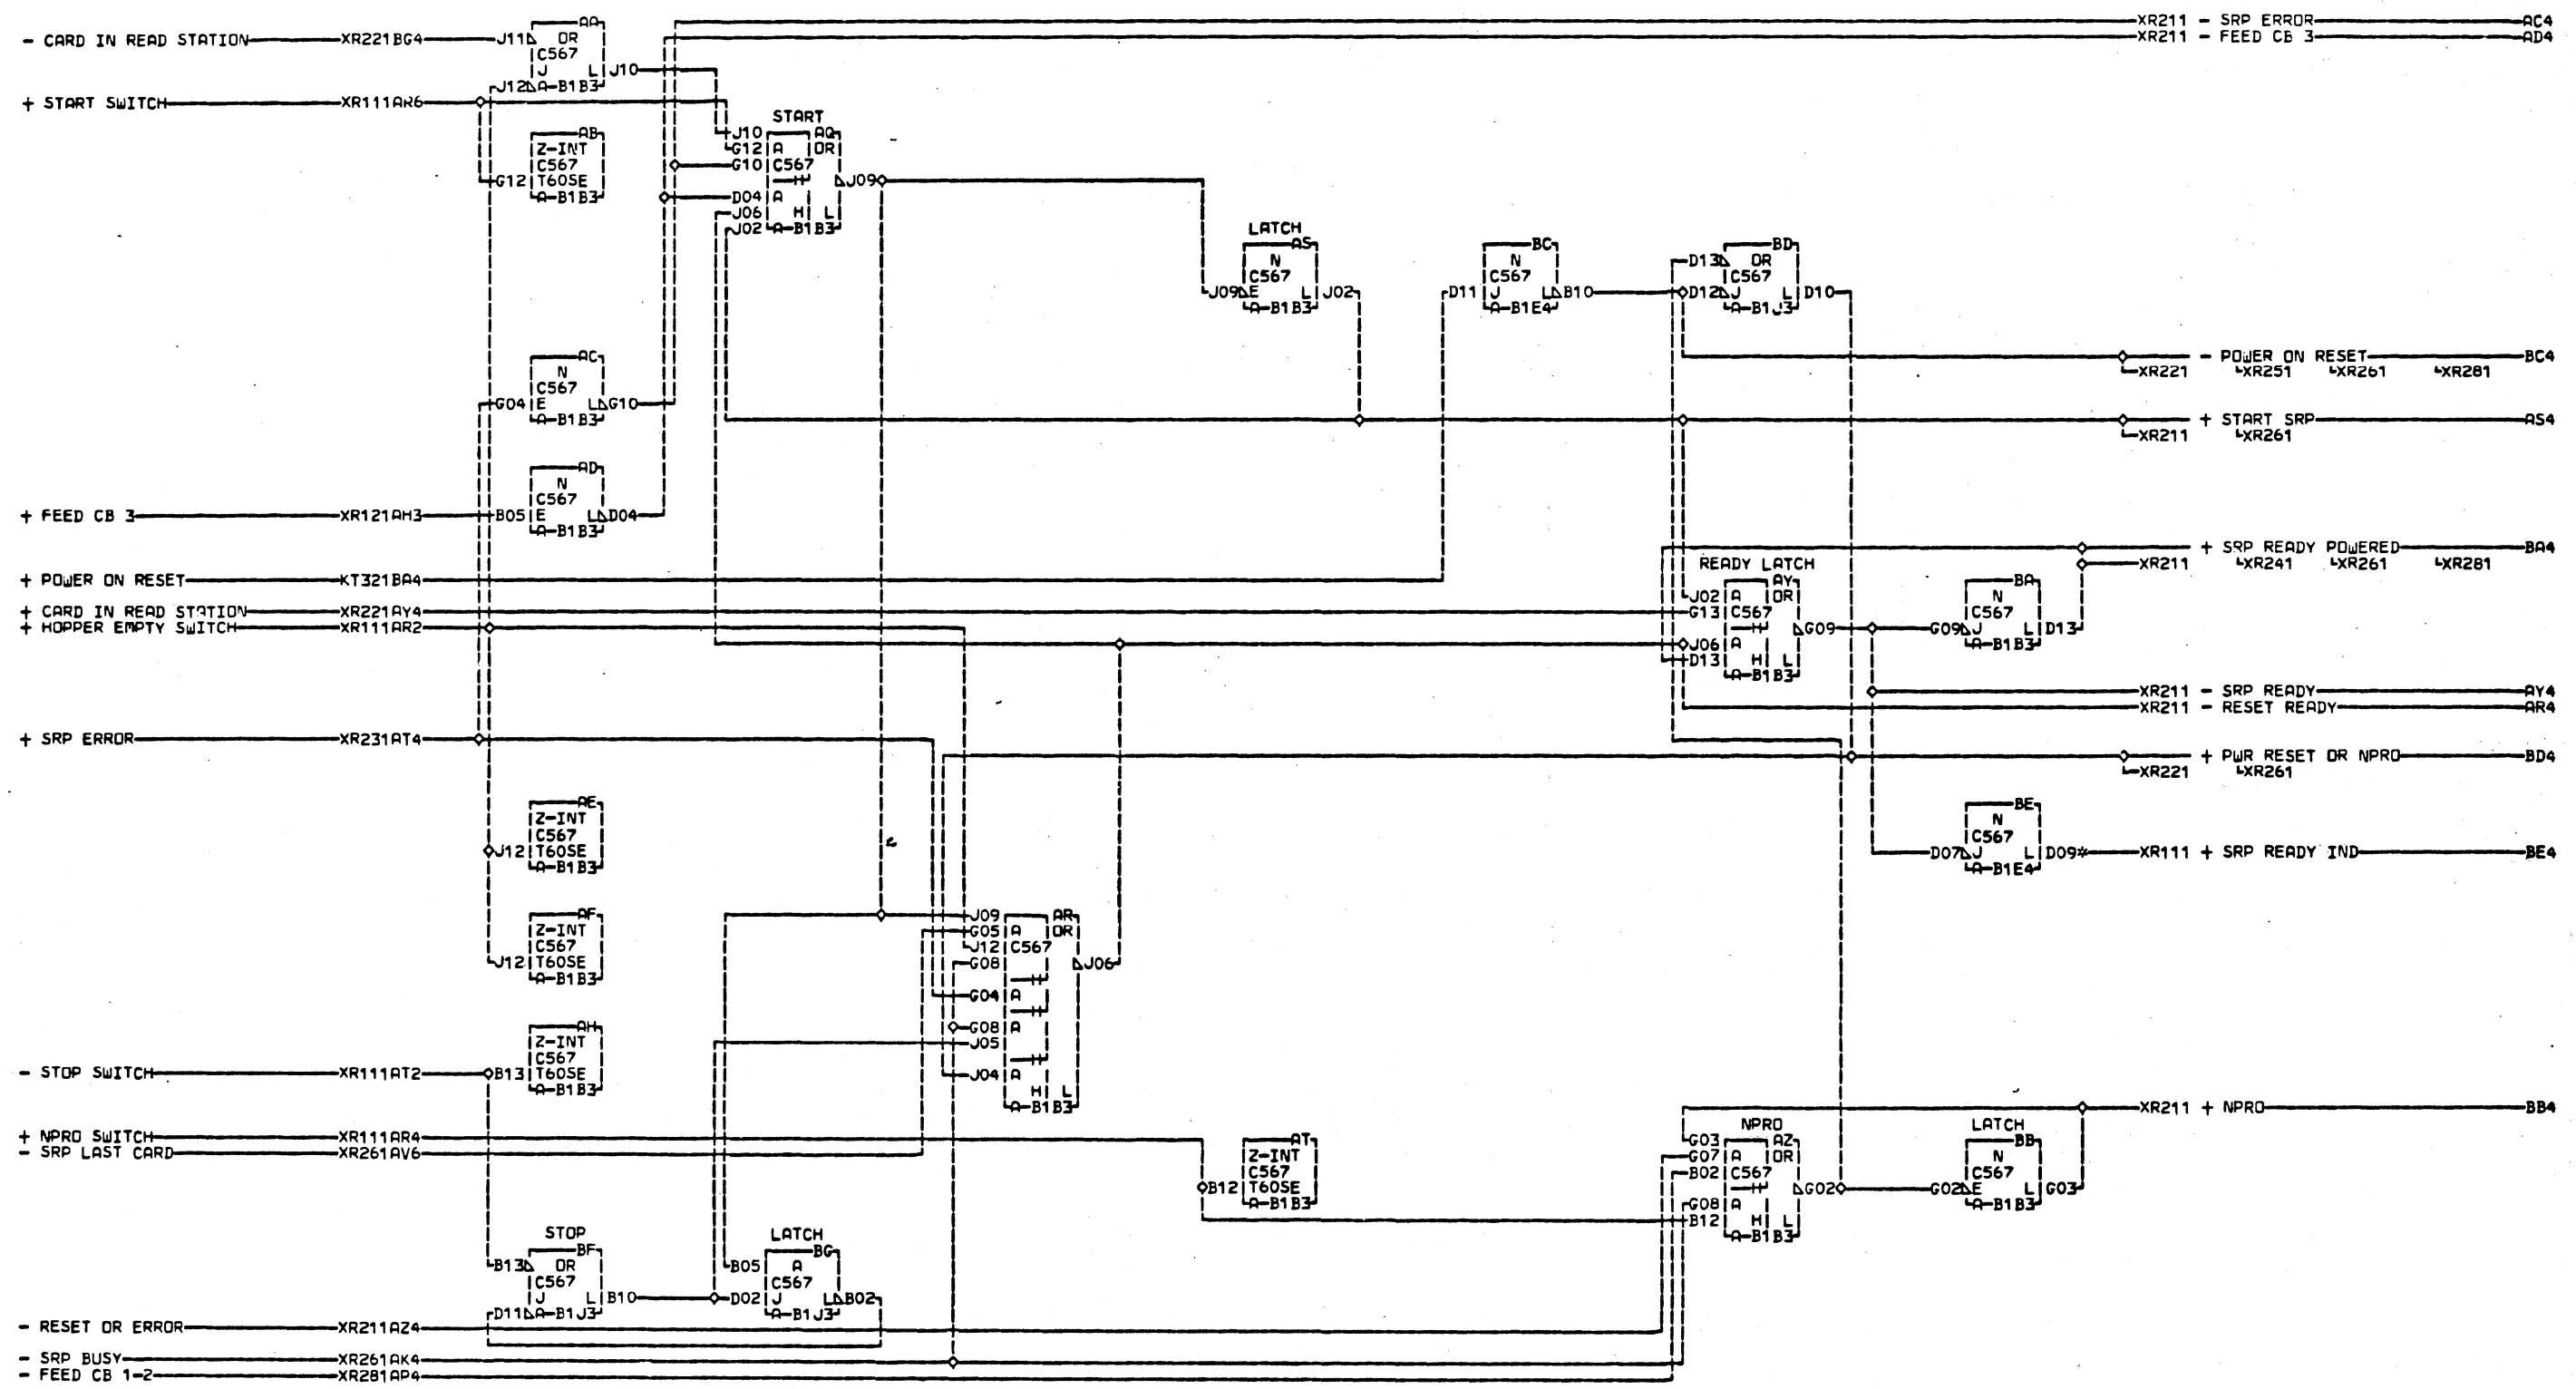 XR211 - SRP ERROR AC4
- CARD IN READ STATION XR221BG4 J11 AA OR C567 J L J10 J12 A-B1B3
XR211 - FEED CB 3 AD4
+ START SWITCH XR111AR6
AB Z-INT C567 G12 T60SE A-B1B3
START
J10 AQ
G12 A OR
G10 C567
H J09
D04 A
J06 H L
J02 A-B1B3
LATCH
AS
N
C567
J09 E L J02
A-B1B3
BC
N
C567
D11 J L B10
A-B1E4
BD
D13 OR
C567
D12 J L D10
A-B1J3
AC
N
C567
G04 E L G10
A-B1B3
- POWER ON RESET BC4
XR221 XR251 XR261 XR281
+ START SRP AS4
XR211 XR261
AD
N
C567
+ FEED CB 3 XR121AH3 B05 E L D04
A-B1B3
+ SRP READY POWERED BA4
XR211 XR241 XR261 XR281
+ POWER ON RESET KT321BA4
+ CARD IN READ STATION XR221AY4
+ HOPPER EMPTY SWITCH XR111AR2
READY LATCH
AY
J02 A OR
G13 C567
H G09
J06 A
D13 H L
A-B1B3
BA
N
C567
G09 J L D13
A-B1B3
XR211 - SRP READY AY4
XR211 - RESET READY AR4
+ SRP ERROR XR231AT4
+ PWR RESET OR NPRO BD4
XR221 XR261
AE
Z-INT
C567
J12 T60SE
A-B1B3
BE
N
C567
D07 J L D09* XR111 + SRP READY IND BE4
A-B1E4
AF
Z-INT
C567
J12 T60SE
A-B1B3
J09 AR
G05 A OR
J12 C567
G08 J06
H
G04 A
H
G08 A
J05
H
J04 A
H L
A-B1B3
AH
Z-INT
C567
- STOP SWITCH XR111AT2 B13 T60SE
A-B1B3
XR211 + NPRO BB4
+ NPRO SWITCH XR111AR4
- SRP LAST CARD XR261AV6
AT
Z-INT
C567
B12 T60SE
A-B1B3
NPRO
G03 AZ
G07 A OR
B02 C567
H G02
G08 A
B12 H L
A-B1B3
LATCH
BB
N
C567
G02 E L G03
A-B1B3
STOP
BF
B13 OR
C567
J L B10
D11 A-B1J3
LATCH
BG
B05 A
C567
D02 J L B02
A-B1J3
- RESET OR ERROR XR211AZ4
- SRP BUSY XR261AK4
- FEED CB 1-2 XR281AP4